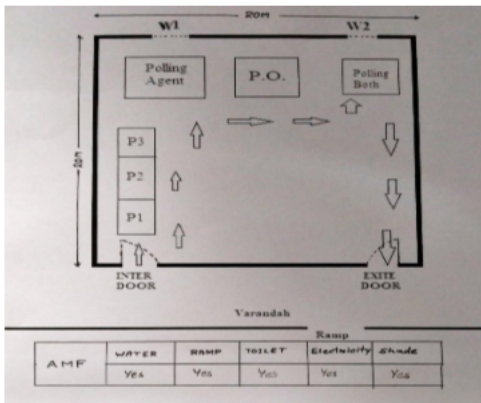 20M
W1 W2
Polling Agent
P.O.
Polling Both
20M
P3
P2
P1
INTER DOOR
EXITE DOOR
Varandah
Ramp
AMF
WATER RAMP TOILET Electricity Shade
Yes Yes Yes Yes Yes